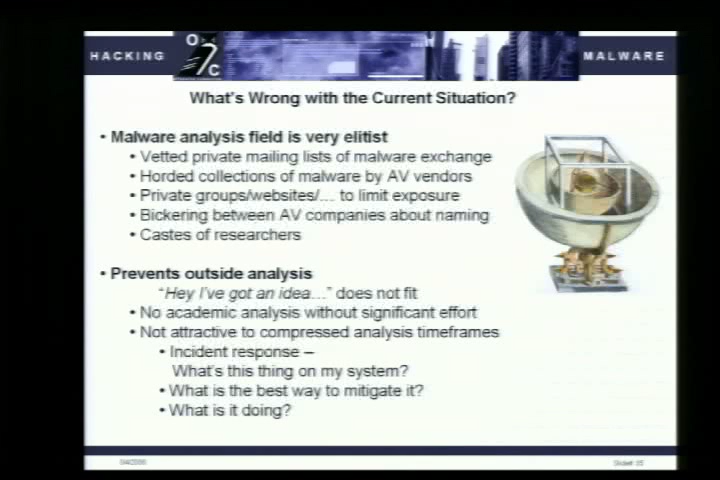 HACKING
O
C
MALWARE
What's Wrong with the Current Situation?
• Malware analysis field is very elitist
• Vetted private mailing lists of malware exchange
• Horded collections of malware by AV vendors
• Private groups/websites/… to limit exposure
• Bickering between AV companies about naming
• Castes of researchers
• Prevents outside analysis
"Hey I've got an idea…" does not fit
• No academic analysis without significant effort
• Not attractive to compressed analysis timeframes
• Incident response –
What's this thing on my system?
• What is the best way to mitigate it?
• What is it doing?